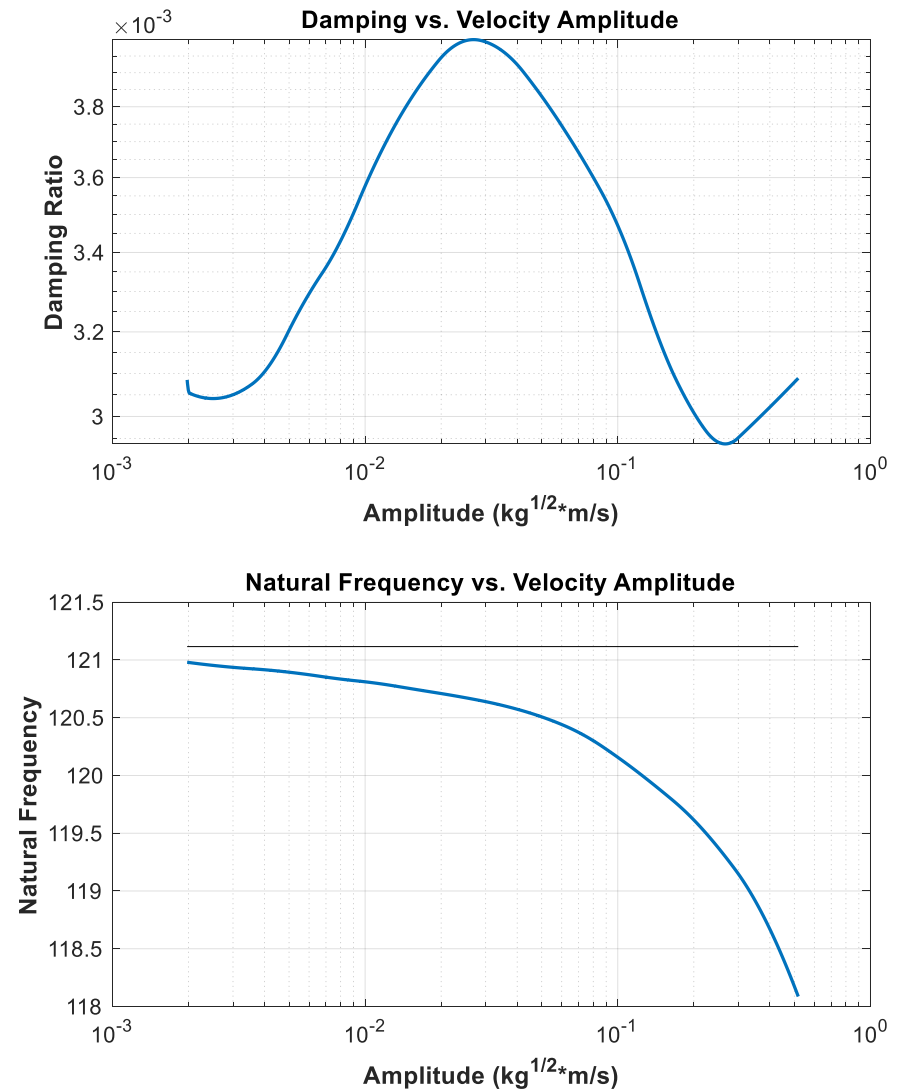 Damping vs. Velocity Amplitude
×10^-3
3.8
3.6
3.4
3.2
3
Damping Ratio
10^-3 10^-2 10^-1 10^0
Amplitude (kg^1/2*m/s)
Natural Frequency vs. Velocity Amplitude
121.5
121
120.5
120
119.5
119
118.5
118
Natural Frequency
10^-3 10^-2 10^-1 10^0
Amplitude (kg^1/2*m/s)